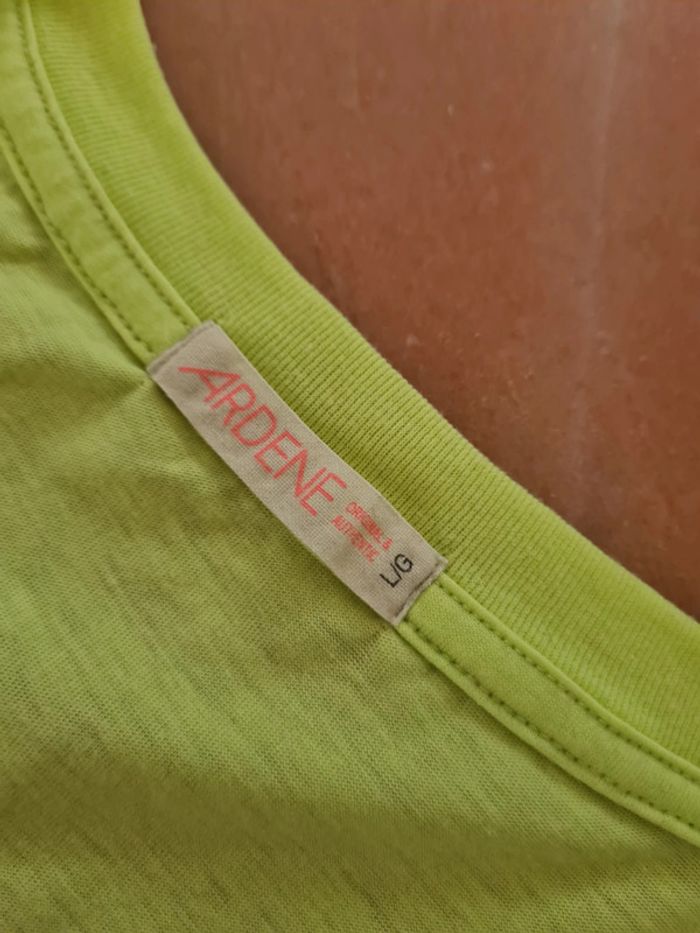 ARDENE
ORIGINAL &
AUTHENTIC
L/G